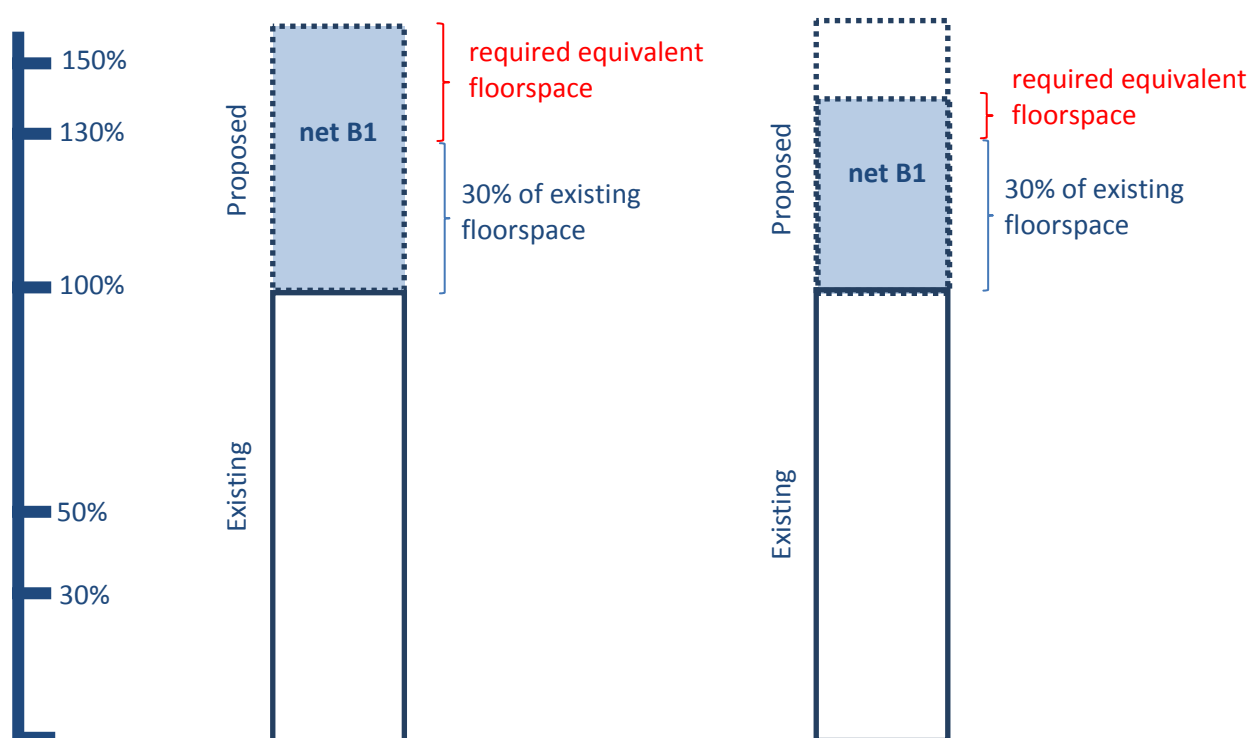 150%
130%
100%
50%
30%
Proposed
Existing
net B1
required equivalent
floorspace
30% of existing
floorspace
Proposed
Existing
net B1
required equivalent
floorspace
30% of existing
floorspace